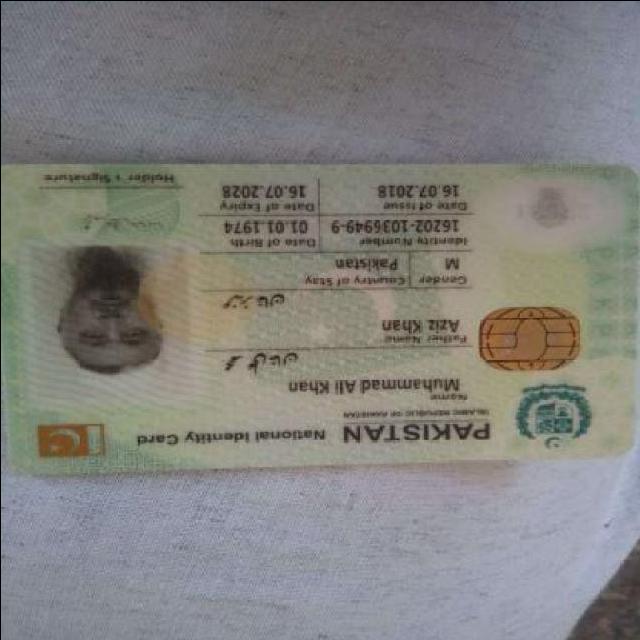 PAKISTAN National Identity Card
ISLAMIC REPUBLIC OF PAKISTAN
Name
Muhammad Ali Khan
Father Name
Aziz Khan
Gender Country of Stay
M Pakistan
Identity Number Date of Birth
16202-1036949-9 01.01.1974
Date of Issue Date of Expiry
16.07.2018 16.07.2028
Holder's Signature